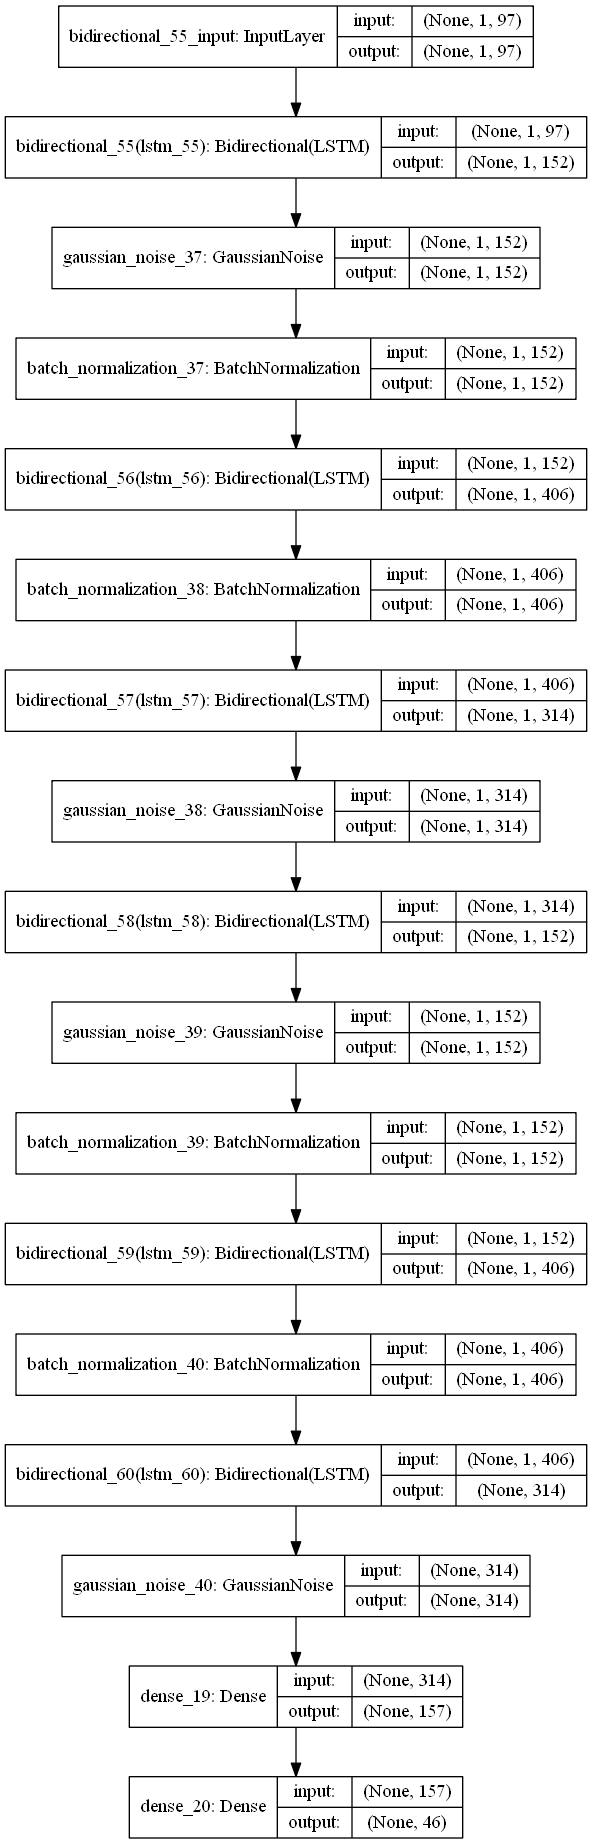 bidirectional_55_input: InputLayer
input: (None, 1, 97)
output: (None, 1, 97)
bidirectional_55(lstm_55): Bidirectional(LSTM)
input: (None, 1, 97)
output: (None, 1, 152)
gaussian_noise_37: GaussianNoise
input: (None, 1, 152)
output: (None, 1, 152)
batch_normalization_37: BatchNormalization
input: (None, 1, 152)
output: (None, 1, 152)
bidirectional_56(lstm_56): Bidirectional(LSTM)
input: (None, 1, 152)
output: (None, 1, 406)
batch_normalization_38: BatchNormalization
input: (None, 1, 406)
output: (None, 1, 406)
bidirectional_57(lstm_57): Bidirectional(LSTM)
input: (None, 1, 406)
output: (None, 1, 314)
gaussian_noise_38: GaussianNoise
input: (None, 1, 314)
output: (None, 1, 314)
bidirectional_58(lstm_58): Bidirectional(LSTM)
input: (None, 1, 314)
output: (None, 1, 152)
gaussian_noise_39: GaussianNoise
input: (None, 1, 152)
output: (None, 1, 152)
batch_normalization_39: BatchNormalization
input: (None, 1, 152)
output: (None, 1, 152)
bidirectional_59(lstm_59): Bidirectional(LSTM)
input: (None, 1, 152)
output: (None, 1, 406)
batch_normalization_40: BatchNormalization
input: (None, 1, 406)
output: (None, 1, 406)
bidirectional_60(lstm_60): Bidirectional(LSTM)
input: (None, 1, 406)
output: (None, 314)
gaussian_noise_40: GaussianNoise
input: (None, 314)
output: (None, 314)
dense_19: Dense
input: (None, 314)
output: (None, 157)
dense_20: Dense
input: (None, 157)
output: (None, 46)